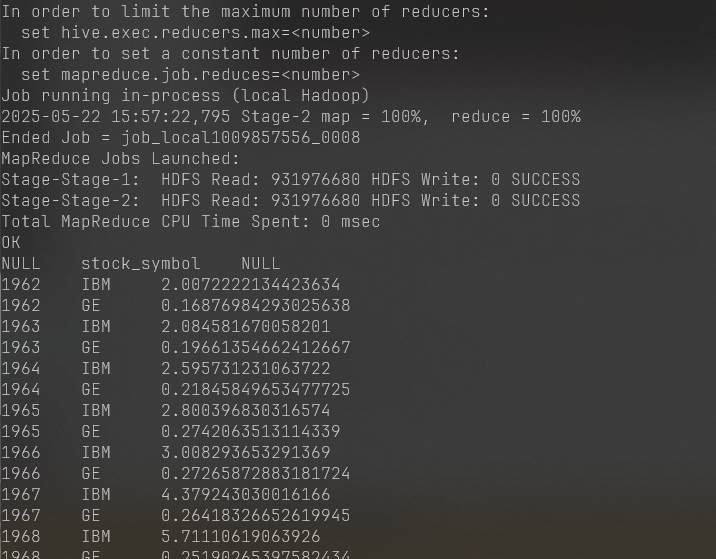 In order to limit the maximum number of reducers:
  set hive.exec.reducers.max=<number>
In order to set a constant number of reducers:
  set mapreduce.job.reduces=<number>
Job running in-process (local Hadoop)
2025-05-22 15:57:22,795 Stage-2 map = 100%,  reduce = 100%
Ended Job = job_local1009857556_0008
MapReduce Jobs Launched:
Stage-Stage-1:  HDFS Read: 931976680 HDFS Write: 0 SUCCESS
Stage-Stage-2:  HDFS Read: 931976680 HDFS Write: 0 SUCCESS
Total MapReduce CPU Time Spent: 0 msec
OK
NULL    stock_symbol    NULL
1962    IBM     2.0072222134423634
1962    GE      0.16876984293025638
1963    IBM     2.084581670058201
1963    GE      0.19661354662412667
1964    IBM     2.595731231063722
1964    GE      0.21845849653477725
1965    IBM     2.800396830316574
1965    GE      0.2742063513114339
1966    IBM     3.008293653291369
1966    GE      0.27265872883181724
1967    IBM     4.379243030016166
1967    GE      0.26418326652619945
1968    IBM     5.71110619063926
1968    GE      0.25190265397582434